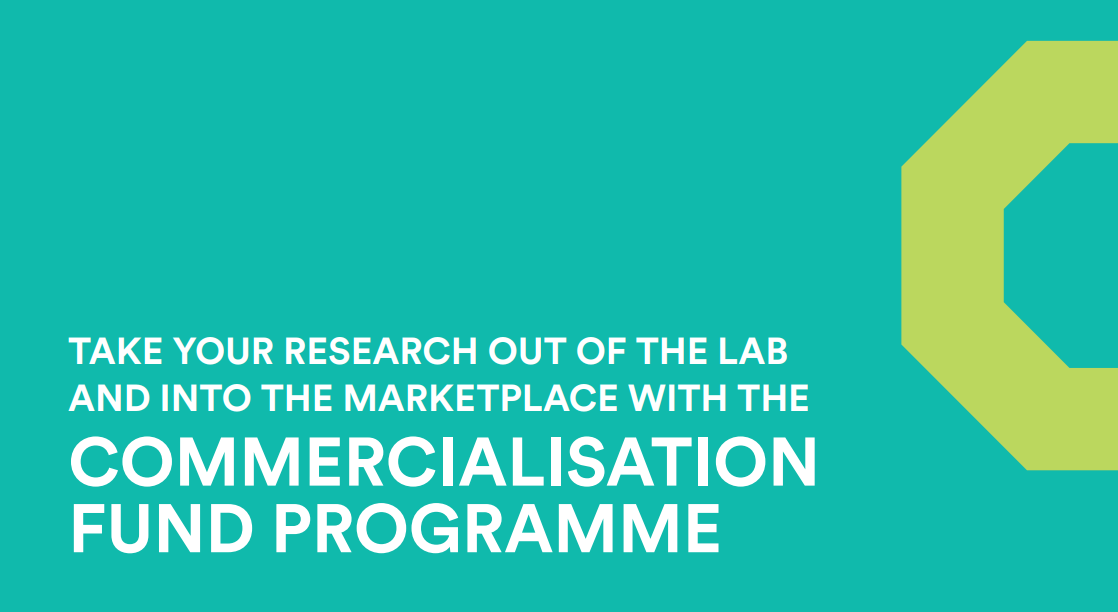 TAKE YOUR RESEARCH OUT OF THE LAB
AND INTO THE MARKETPLACE WITH THE
COMMERCIALISATION
FUND PROGRAMME